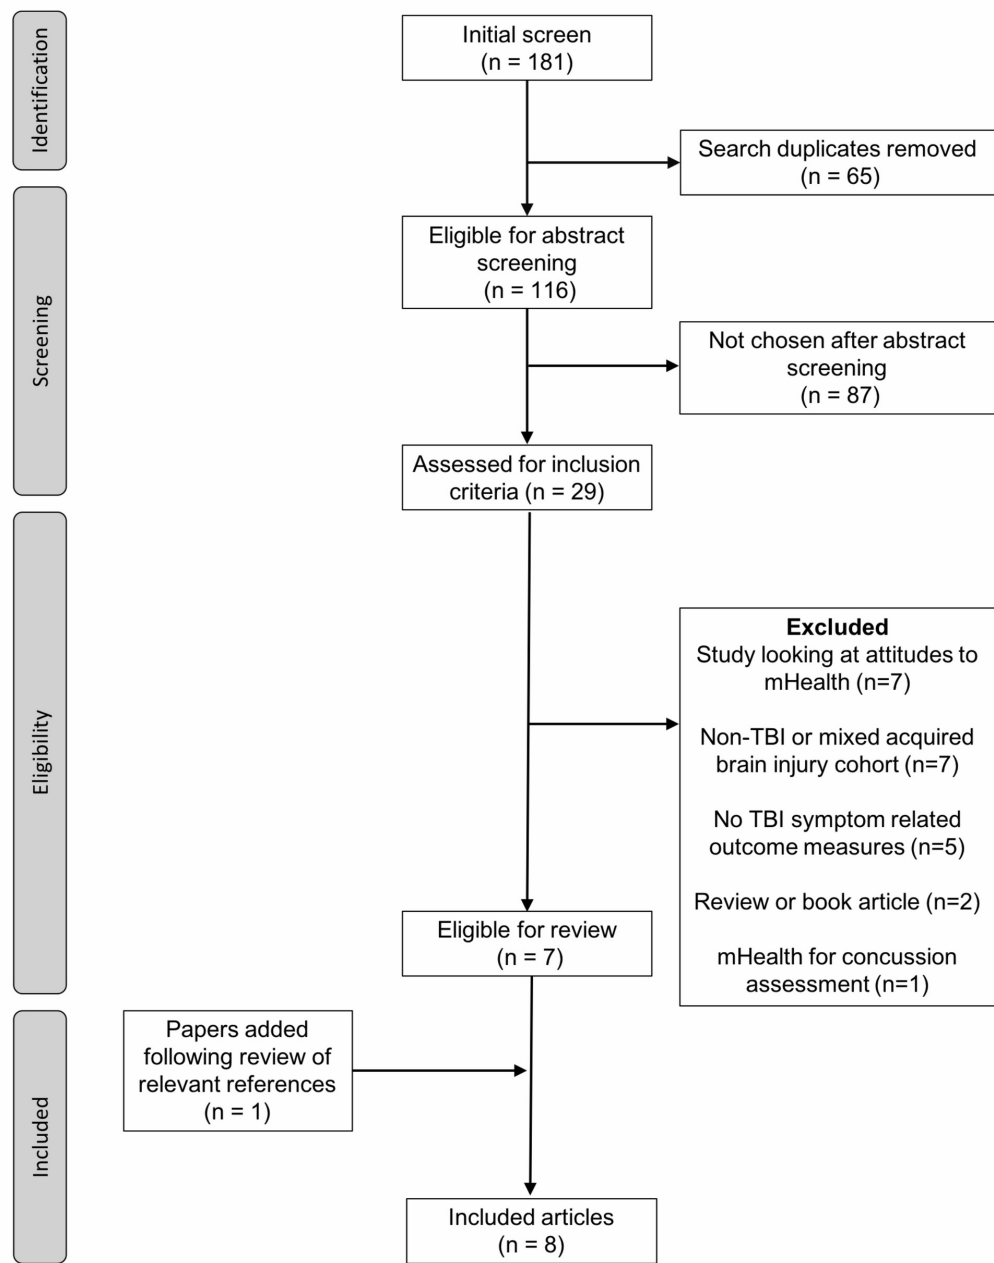 Identification
Initial screen
(n = 181)
Search duplicates removed
(n = 65)
Screening
Eligible for abstract
screening
(n = 116)
Not chosen after abstract
screening
(n = 87)
Assessed for inclusion
criteria (n = 29)
Eligibility
Excluded
Study looking at attitudes to
mHealth (n=7)
Non-TBI or mixed acquired
brain injury cohort (n=7)
No TBI symptom related
outcome measures (n=5)
Review or book article (n=2)
mHealth for concussion
assessment (n=1)
Eligible for review
(n = 7)
Included
Papers added
following review of
relevant references
(n = 1)
Included articles
(n = 8)